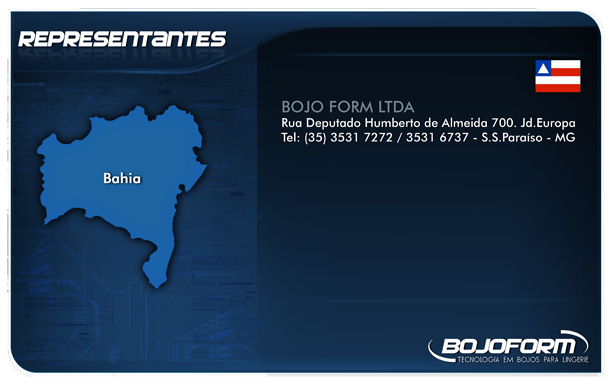 REPRESENTANTES
Bahia
BOJO FORM LTDA
Rua Deputado Humberto de Almeida 700. Jd.Europa
Tel: (35) 3531 7272 / 3531 6737 - S.S.Paraíso - MG
BOJOFORM
TECNOLOGIA EM BOJOS PARA LINGERIE